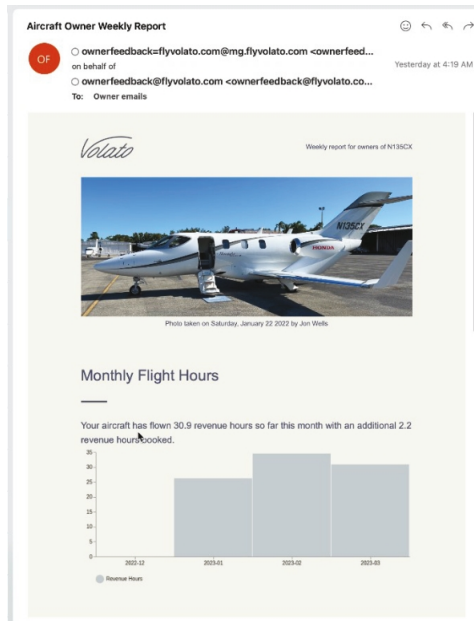 Aircraft Owner Weekly Report
OF
ownerfeedback=flyvolato.com@mg.flyvolato.com <ownerfeed...
on behalf of
ownerfeedback@flyvolato.com <ownerfeedback@flyvolato.co...
Yesterday at 4:19 AM
To: Owner emails
Volato
Weekly report for owners of N135CX
N135CX
HONDA
Photo taken on Saturday, January 22 2022 by Jon Wells
Monthly Flight Hours
Your aircraft has flown 30.9 revenue hours so far this month with an additional 2.2
revenue hours booked.
35
30
25
20
15
10
5
0
2022-12 2023-01 2023-02 2023-03
Revenue Hours